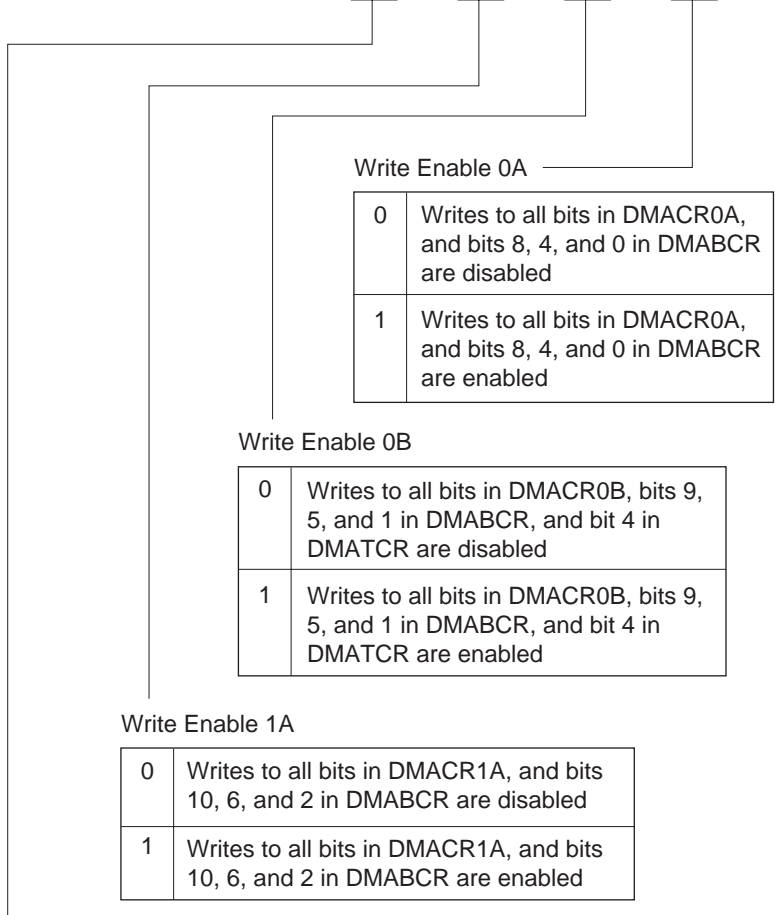 Write Enable 0A
0 Writes to all bits in DMACR0A,
and bits 8, 4, and 0 in DMABCR
are disabled
1 Writes to all bits in DMACR0A,
and bits 8, 4, and 0 in DMABCR
are enabled
Write Enable 0B
0 Writes to all bits in DMACR0B, bits 9,
5, and 1 in DMABCR, and bit 4 in
DMATCR are disabled
1 Writes to all bits in DMACR0B, bits 9,
5, and 1 in DMABCR, and bit 4 in
DMATCR are enabled
Write Enable 1A
0 Writes to all bits in DMACR1A, and bits
10, 6, and 2 in DMABCR are disabled
1 Writes to all bits in DMACR1A, and bits
10, 6, and 2 in DMABCR are enabled